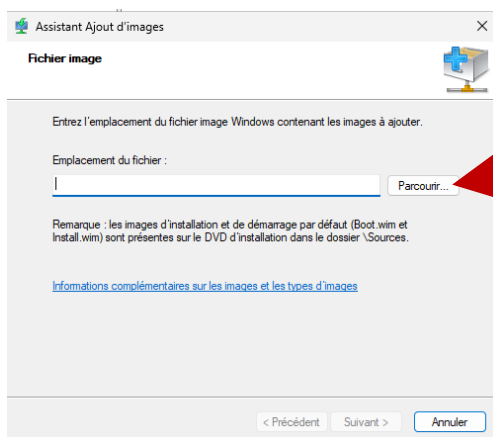 Assistant Ajout d'images
Fichier image
Entrez l'emplacement du fichier image Windows contenant les images à ajouter.
Emplacement du fichier :
Parcourir...
Remarque : les images d'installation et de démarrage par défaut (Boot.wim et
Install.wim) sont présentes sur le DVD d'installation dans le dossier \Sources.
Informations complémentaires sur les images et les types d'images
< Précédent Suivant > Annuler